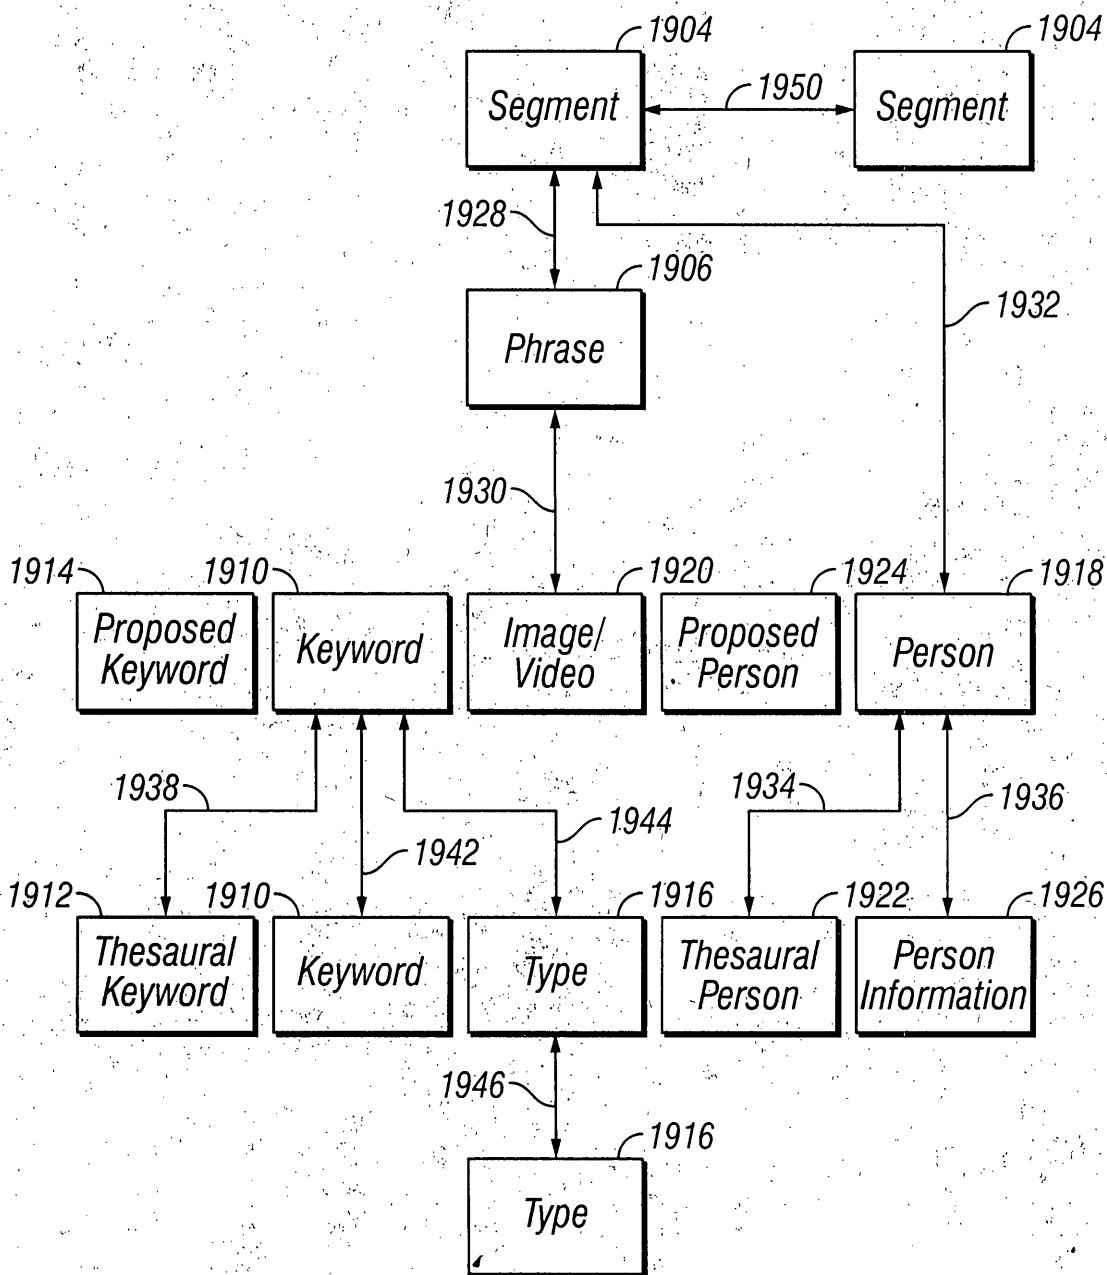 1904
1904
Segment
1950
Segment
1928
1906
1932
Phrase
1930
1914
1910
1920
1924
1918
Proposed
Keyword
Keyword
Image/
Video
Proposed
Person
Person
1938
1934
1936
1944
1942
1912
1910
1916
1922
1926
Thesaural
Keyword
Keyword
Type
Thesaural
Person
Person
Information
1946
1916
Type